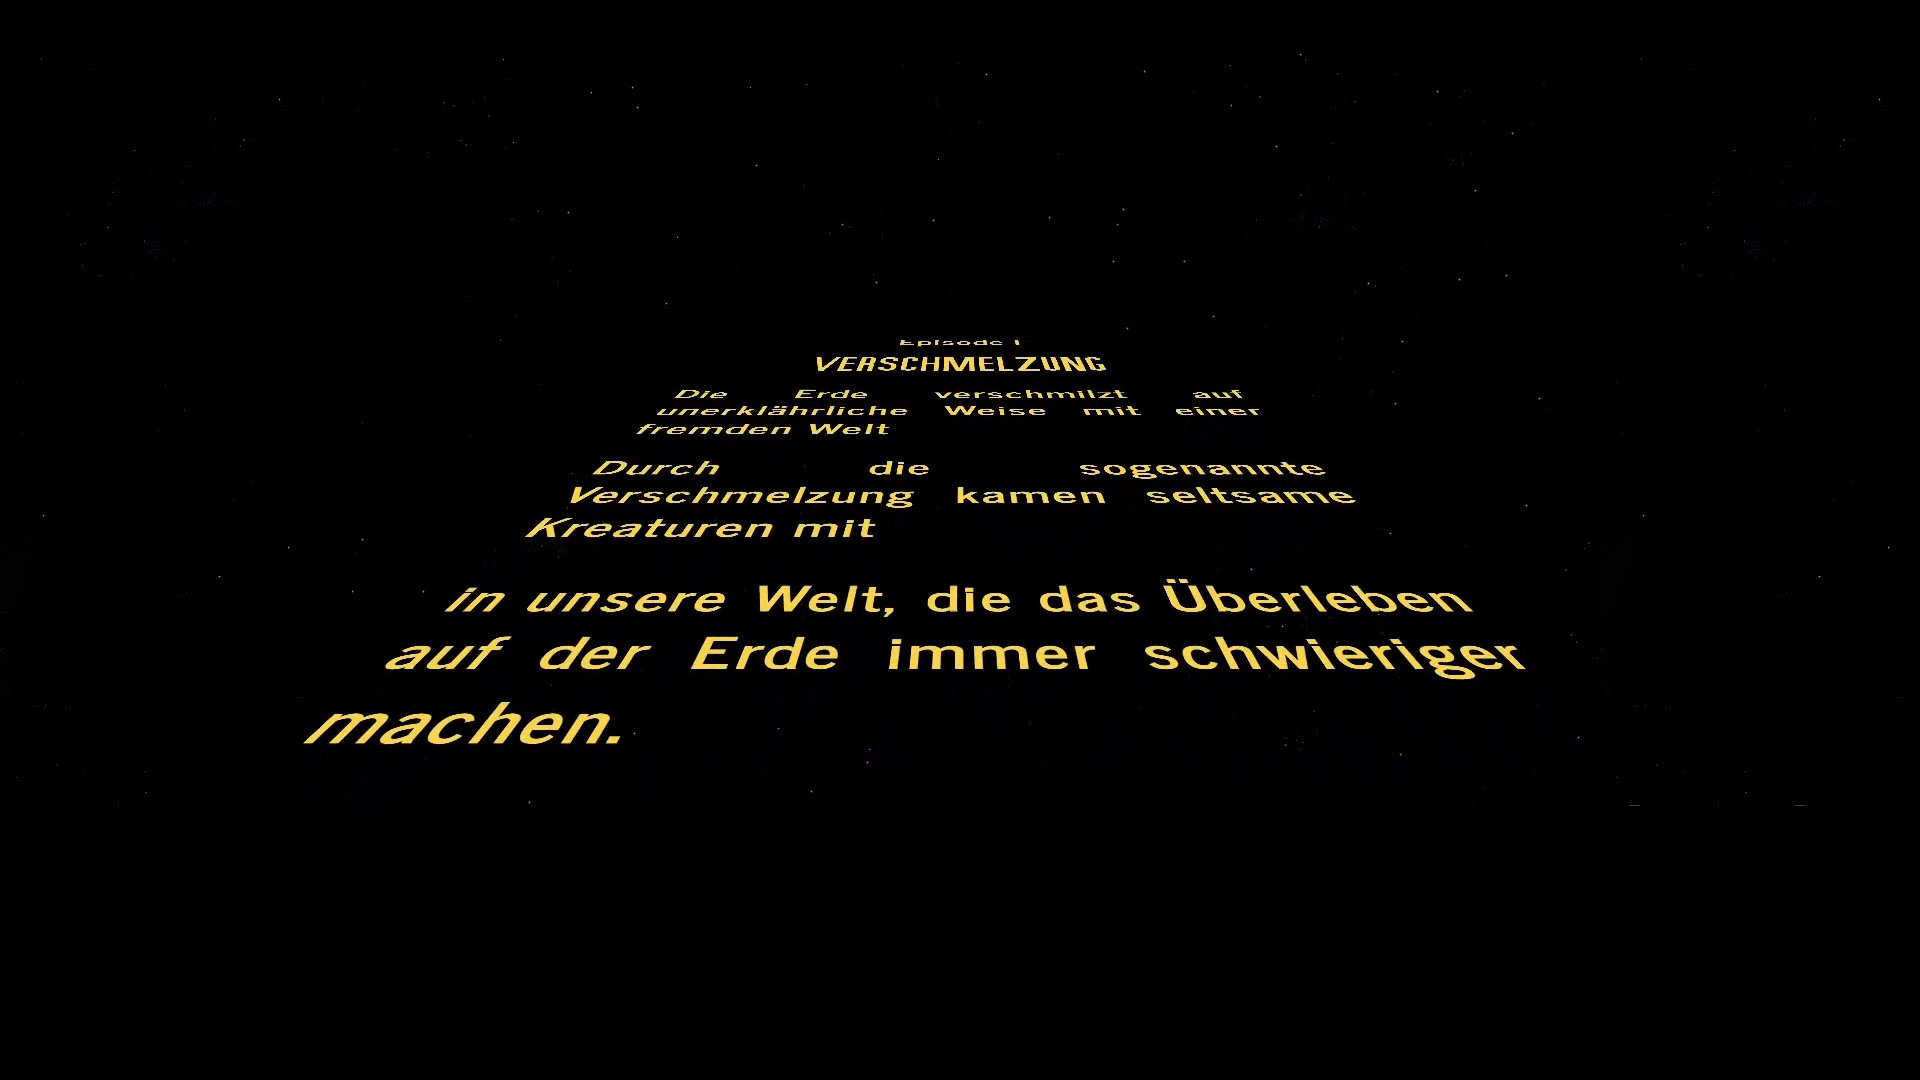 Episode I
VERSCHMELZUNG
Die Erde verschmilzt auf
unerklährliche Weise mit einer
fremden Welt
Durch die sogenannte
Verschmelzung kamen seltsame
Kreaturen mit
in unsere Welt, die das Überleben
auf der Erde immer schwieriger
machen.